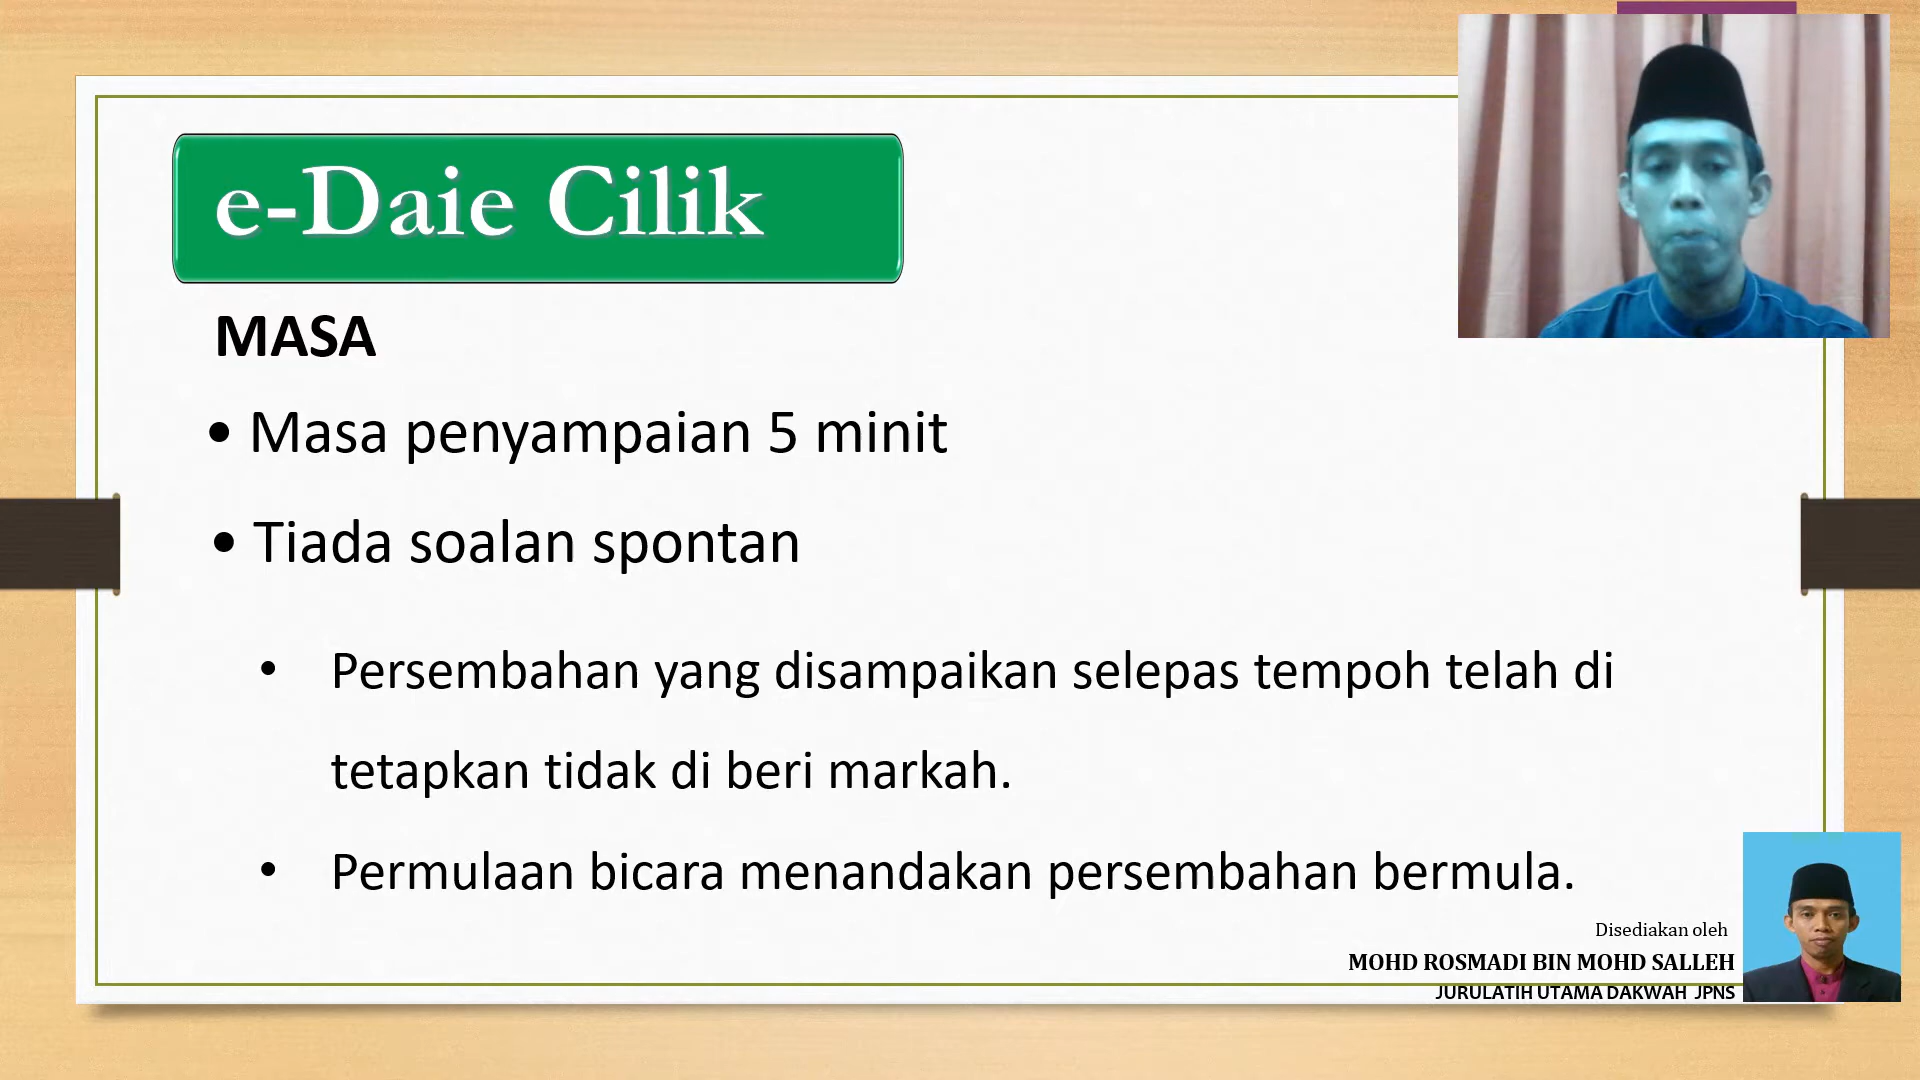 e-Daie Cilik
MASA
• Masa penyampaian 5 minit
• Tiada soalan spontan
• Persembahan yang disampaikan selepas tempoh telah di
tetapkan tidak di beri markah.
• Permulaan bicara menandakan persembahan bermula.
Disediakan oleh
MOHD ROSMADI BIN MOHD SALLEH
JURULATIH UTAMA DAKWAH JPNS